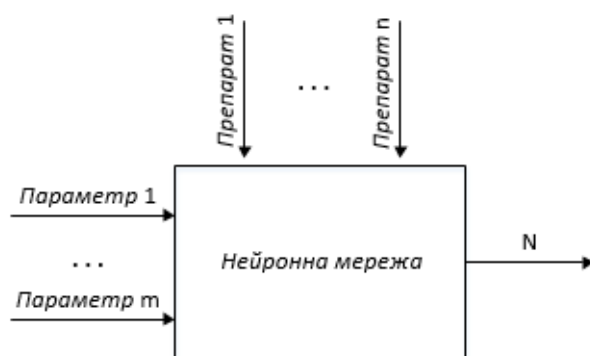 Препарат 1
...
Препарат n
Параметр 1
...
Параметр m
Нейронна мережа
N